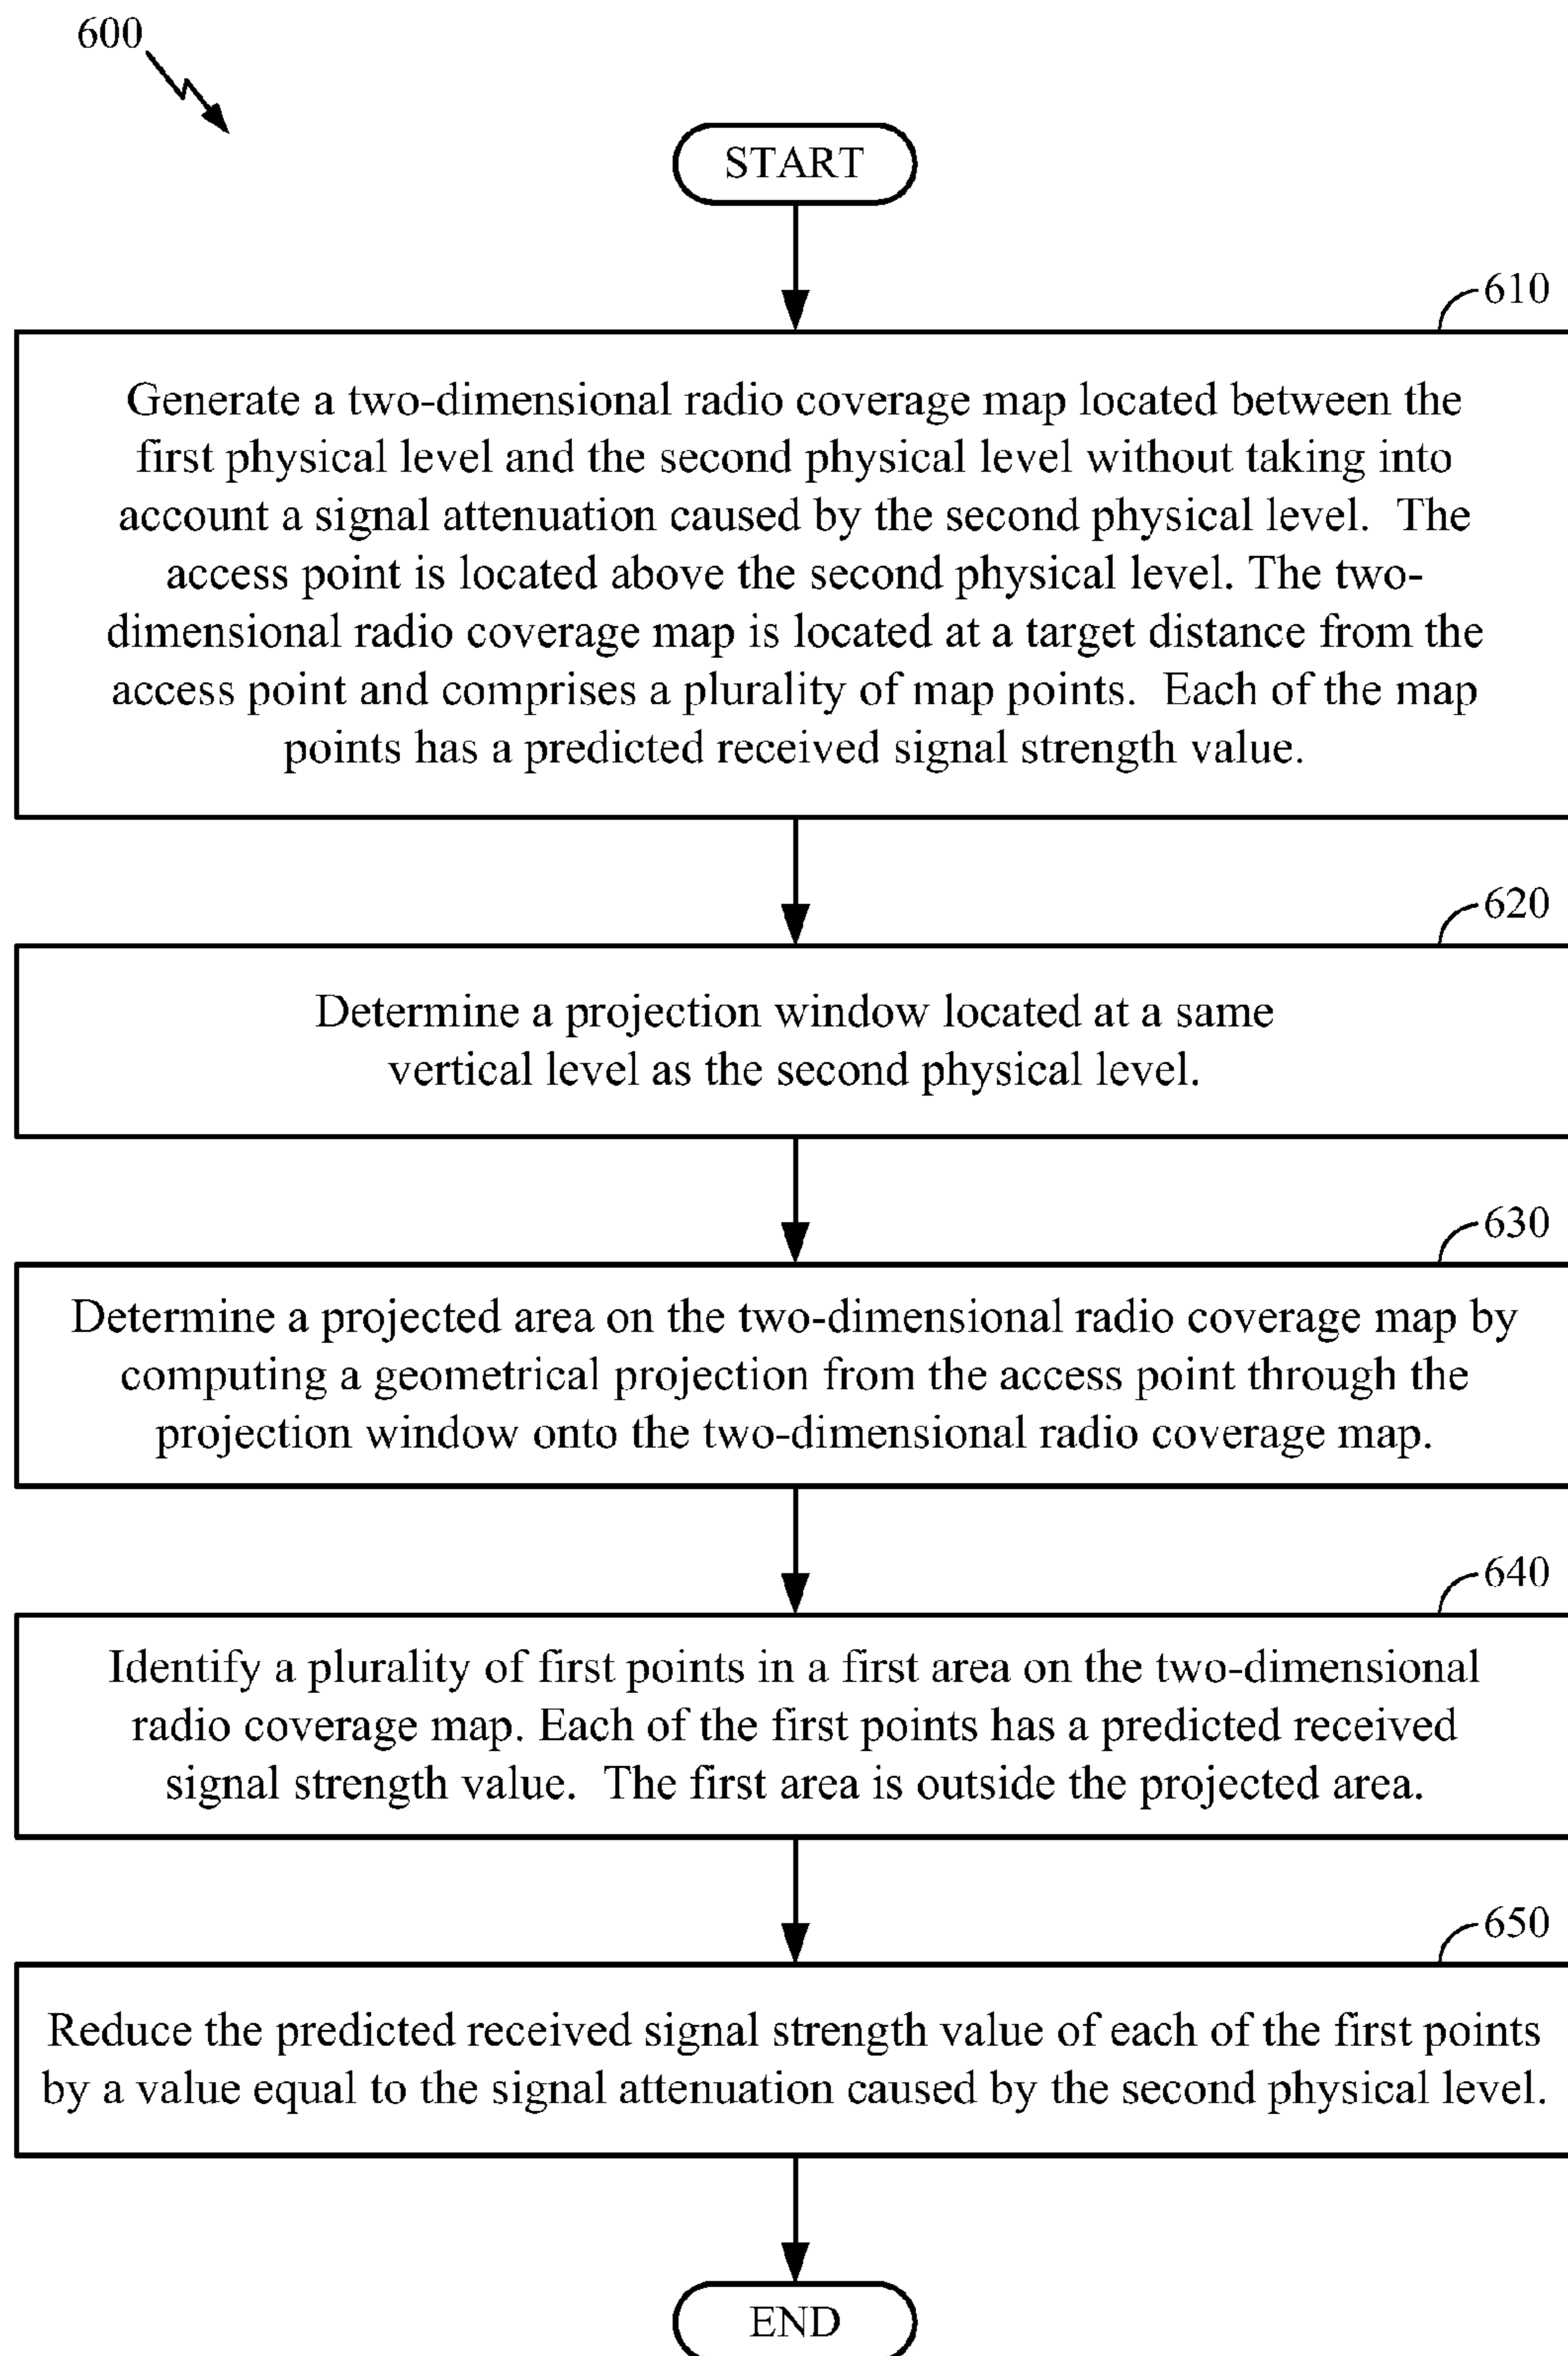 600
START
610
Generate a two-dimensional radio coverage map located between the
first physical level and the second physical level without taking into
account a signal attenuation caused by the second physical level.  The
access point is located above the second physical level. The two-
dimensional radio coverage map is located at a target distance from the
access point and comprises a plurality of map points.  Each of the map
points has a predicted received signal strength value.
620
Determine a projection window located at a same
vertical level as the second physical level.
630
Determine a projected area on the two-dimensional radio coverage map by
computing a geometrical projection from the access point through the
projection window onto the two-dimensional radio coverage map.
640
Identify a plurality of first points in a first area on the two-dimensional
radio coverage map. Each of the first points has a predicted received
signal strength value.  The first area is outside the projected area.
650
Reduce the predicted received signal strength value of each of the first points
by a value equal to the signal attenuation caused by the second physical level.
END